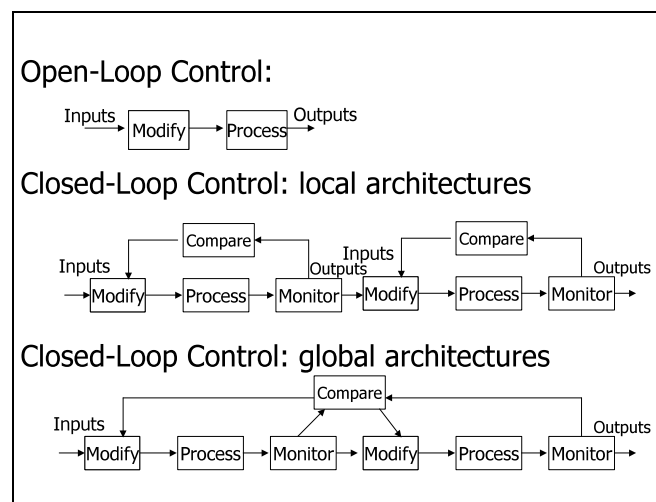 Open-Loop Control:
Inputs
Modify
Process
Outputs
Closed-Loop Control: local architectures
Compare
Compare
Inputs
Modify
Process
Monitor
Outputs
Inputs
Modify
Process
Monitor
Outputs
Closed-Loop Control: global architectures
Compare
Inputs
Modify
Process
Monitor
Modify
Process
Monitor
Outputs